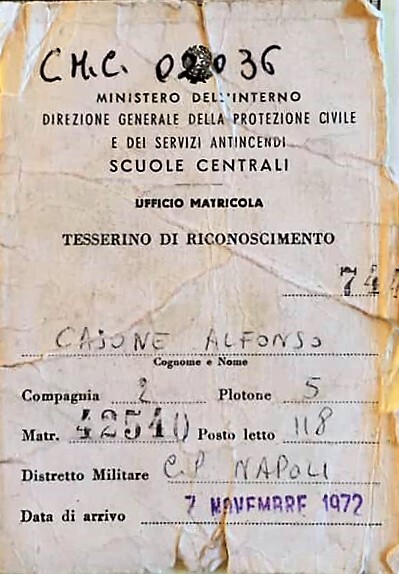 C.M.C. 02036
MINISTERO DELL'INTERNO
DIREZIONE GENERALE DELLA PROTEZIONE CIVILE
E DEI SERVIZI ANTINCENDI
SCUOLE CENTRALI
UFFICIO MATRICOLA
TESSERINO DI RICONOSCIMENTO
744
CASONE ALFONSO
Cognome e Nome
Compagnia 2 Plotone 5
Matr. 42540 Posto letto 118
Distretto Militare C.P NAPOLI
Data di arrivo 7 NOVEMBRE 1972